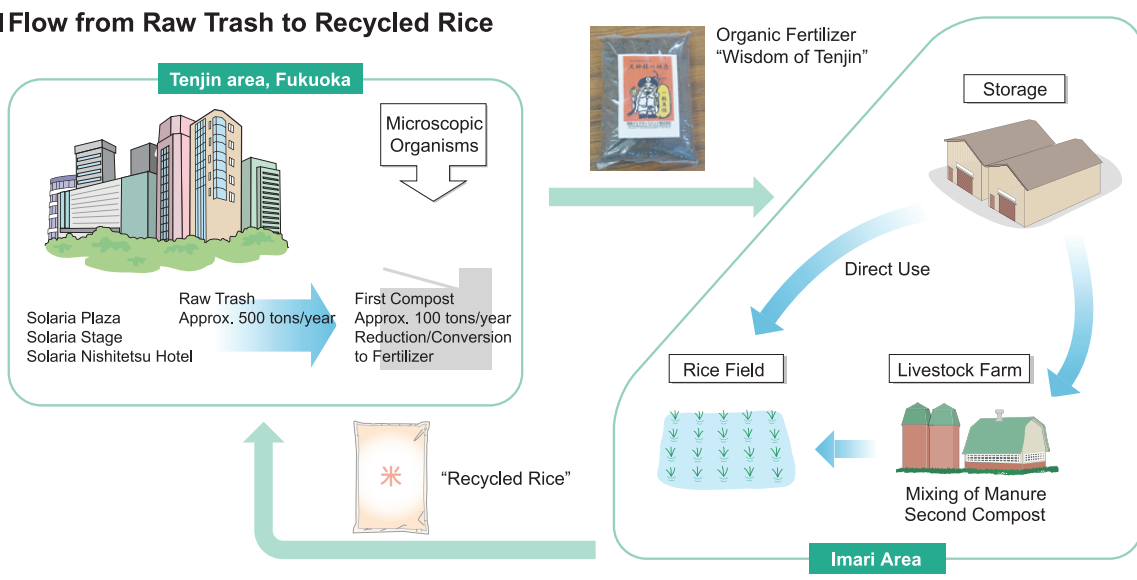 Flow from Raw Trash to Recycled Rice
Tenjin area, Fukuoka
Microscopic
Organisms
Solaria Plaza
Solaria Stage
Solaria Nishitetsu Hotel
Raw Trash
Approx. 500 tons/year
First Compost
Approx. 100 tons/year
Reduction/Conversion
to Fertilizer
Organic Fertilizer
“Wisdom of Tenjin”
Storage
Direct Use
Rice Field
Livestock Farm
Mixing of Manure
Second Compost
Imari Area
米
“Recycled Rice”